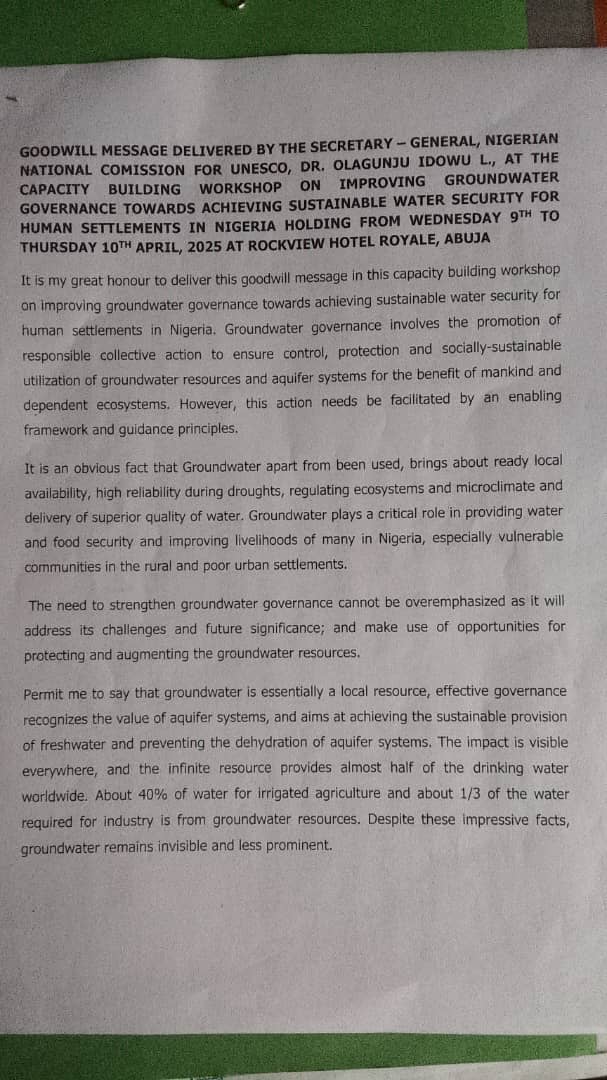 GOODWILL MESSAGE DELIVERED BY THE SECRETARY – GENERAL, NIGERIAN
NATIONAL COMISSION FOR UNESCO, DR. OLAGUNJU IDOWU L., AT THE
CAPACITY BUILDING WORKSHOP ON IMPROVING GROUNDWATER
GOVERNANCE TOWARDS ACHIEVING SUSTAINABLE WATER SECURITY FOR
HUMAN SETTLEMENTS IN NIGERIA HOLDING FROM WEDNESDAY 9TH TO
THURSDAY 10TH APRIL, 2025 AT ROCKVIEW HOTEL ROYALE, ABUJA
It is my great honour to deliver this goodwill message in this capacity building workshop
on improving groundwater governance towards achieving sustainable water security for
human settlements in Nigeria. Groundwater governance involves the promotion of
responsible collective action to ensure control, protection and socially-sustainable
utilization of groundwater resources and aquifer systems for the benefit of mankind and
dependent ecosystems. However, this action needs be facilitated by an enabling
framework and guidance principles.
It is an obvious fact that Groundwater apart from been used, brings about ready local
availability, high reliability during droughts, regulating ecosystems and microclimate and
delivery of superior quality of water. Groundwater plays a critical role in providing water
and food security and improving livelihoods of many in Nigeria, especially vulnerable
communities in the rural and poor urban settlements.
The need to strengthen groundwater governance cannot be overemphasized as it will
address its challenges and future significance; and make use of opportunities for
protecting and augmenting the groundwater resources.
Permit me to say that groundwater is essentially a local resource, effective governance
recognizes the value of aquifer systems, and aims at achieving the sustainable provision
of freshwater and preventing the dehydration of aquifer systems. The impact is visible
everywhere, and the infinite resource provides almost half of the drinking water
worldwide. About 40% of water for irrigated agriculture and about 1/3 of the water
required for industry is from groundwater resources. Despite these impressive facts,
groundwater remains invisible and less prominent.